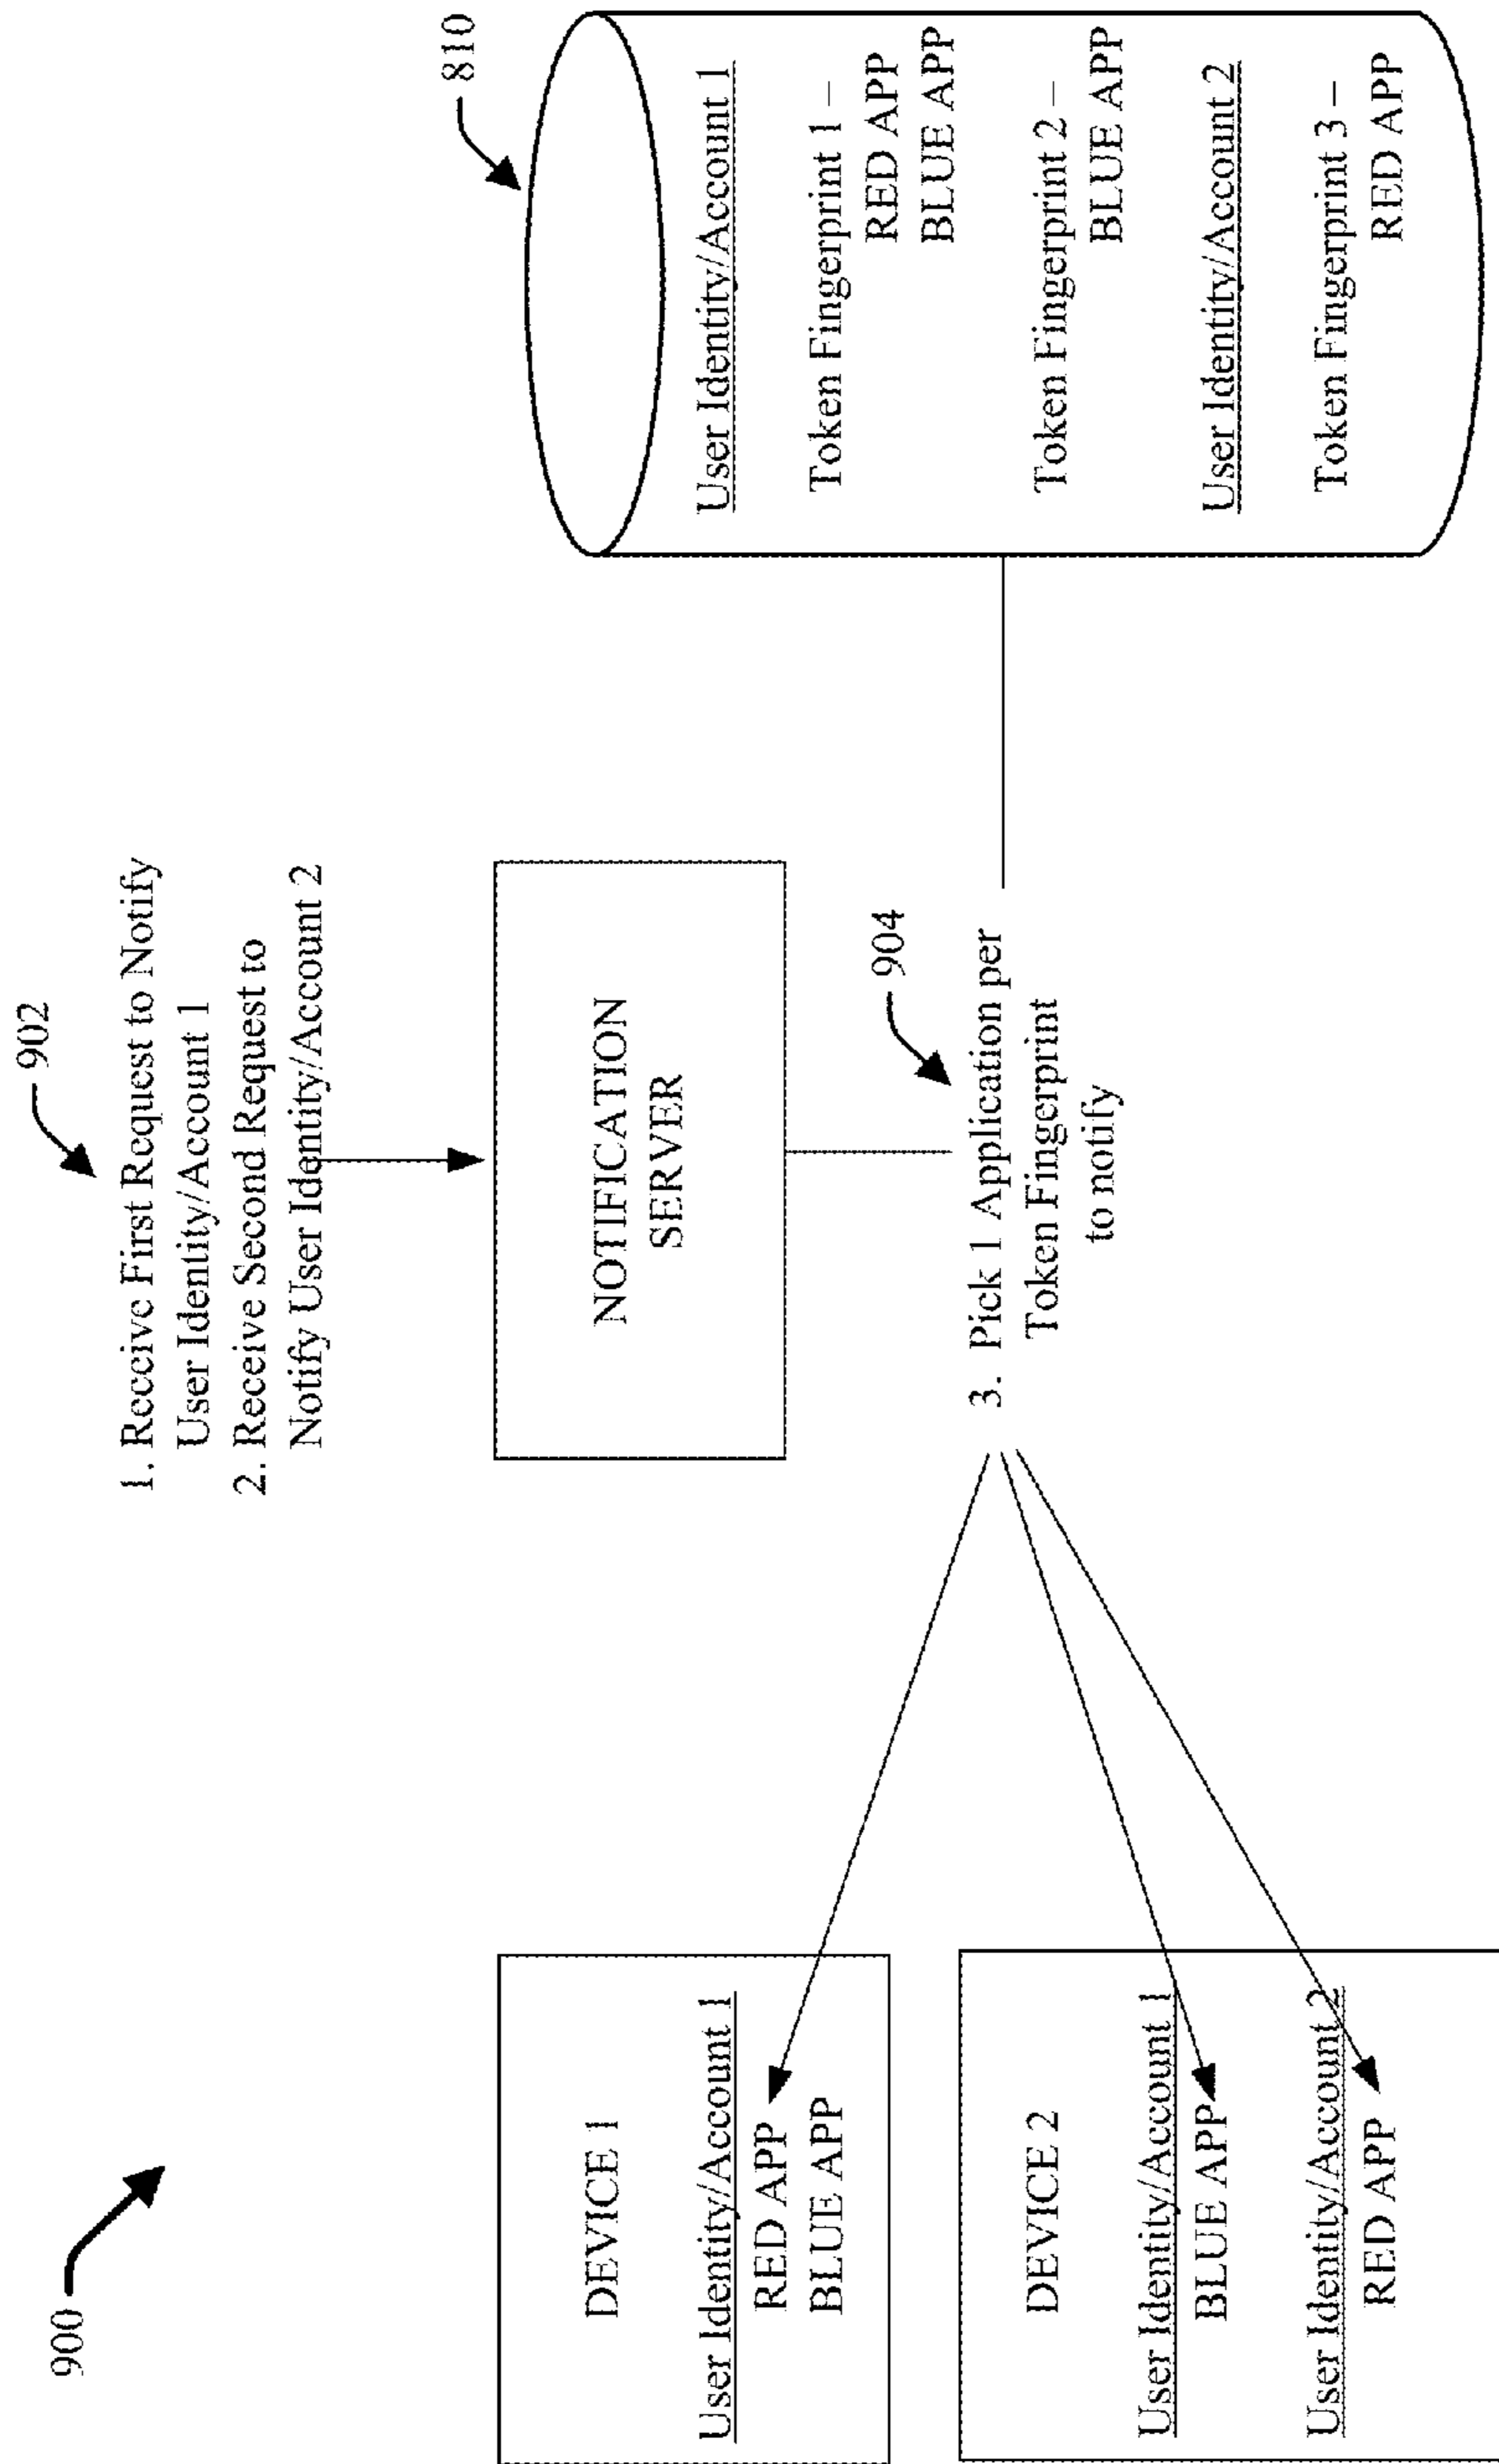 900
902
1. Receive First Request to Notify
User Identity/Account 1
2. Receive Second Request to
Notify User Identity/Account 2
810
DEVICE 1
User Identity/Account 1
RED APP
BLUE APP
DEVICE 2
User Identity/Account 1
BLUE APP
User Identity/Account 2
RED APP
NOTIFICATION
SERVER
904
3. Pick 1 Application per
Token Fingerprint
to notify
User Identity/Account 1
Token Fingerprint 1 –
RED APP
BLUE APP
Token Fingerprint 2 –
BLUE APP
User Identity/Account 2
Token Fingerprint 3 –
RED APP